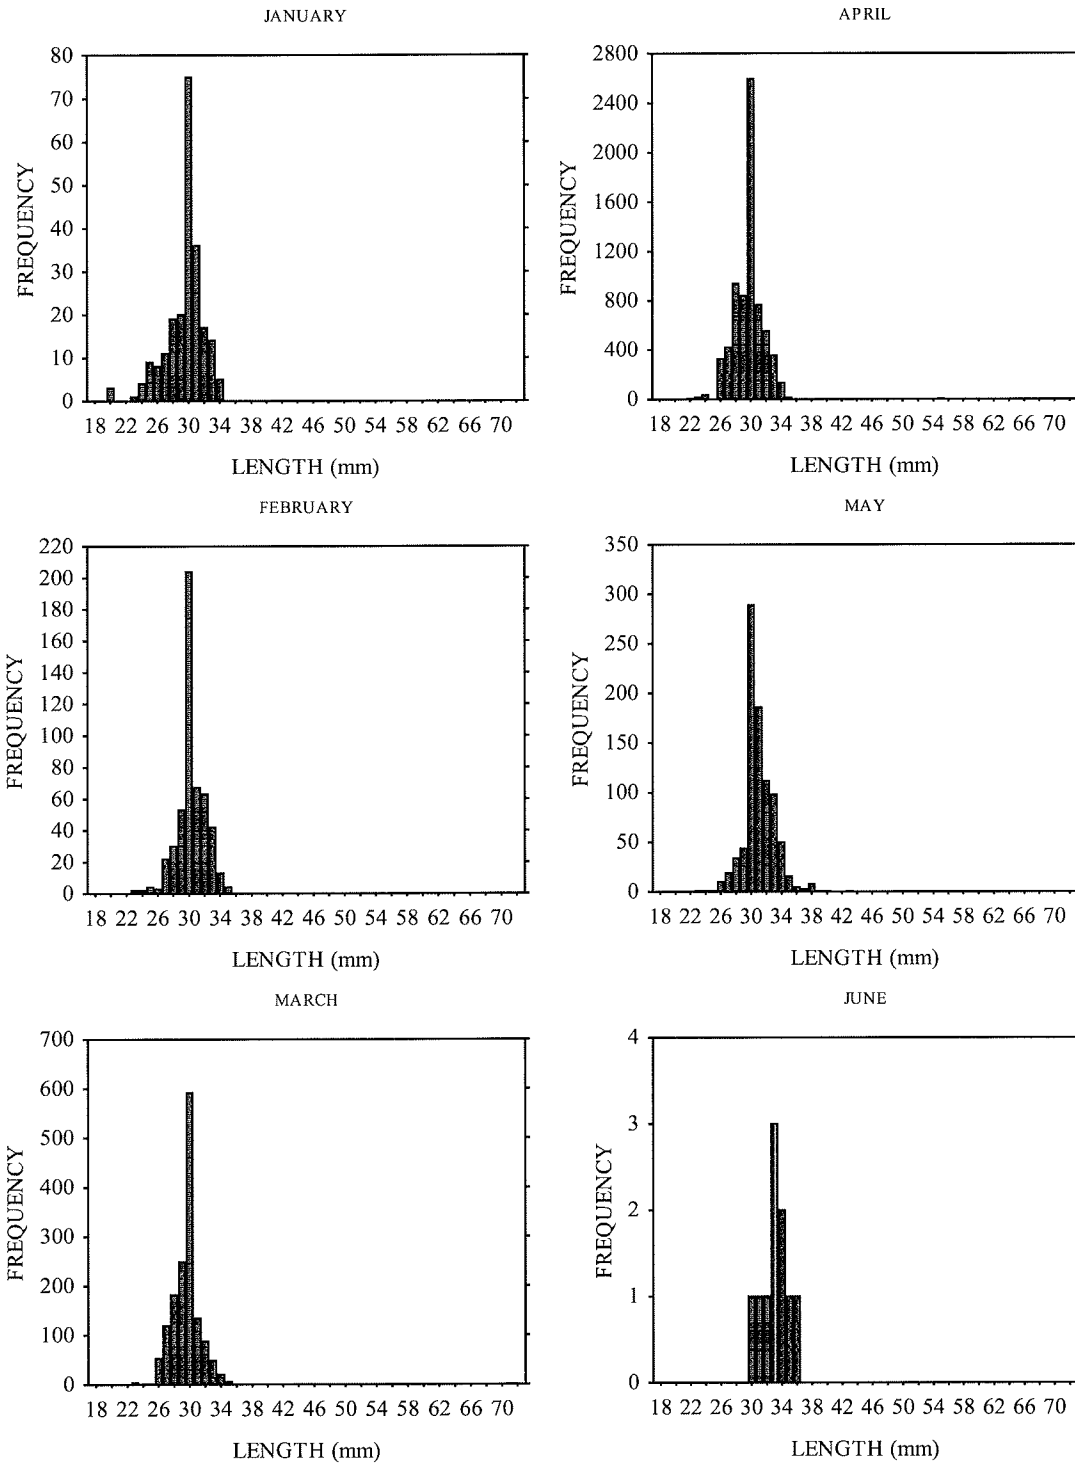 JANUARY
80
70
60
50
40
30
20
10
0
FREQUENCY
18 22 26 30 34 38 42 46 50 54 58 62 66 70
LENGTH (mm)
APRIL
2800
2400
2000
1600
1200
800
400
0
FREQUENCY
18 22 26 30 34 38 42 46 50 54 58 62 66 70
LENGTH (mm)
FEBRUARY
220
200
180
160
140
120
100
80
60
40
20
0
FREQUENCY
18 22 26 30 34 38 42 46 50 54 58 62 66 70
LENGTH (mm)
MAY
350
300
250
200
150
100
50
0
FREQUENCY
18 22 26 30 34 38 42 46 50 54 58 62 66 70
LENGTH (mm)
MARCH
700
600
500
400
300
200
100
0
FREQUENCY
18 22 26 30 34 38 42 46 50 54 58 62 66 70
LENGTH (mm)
JUNE
4
3
2
1
0
FREQUENCY
18 22 26 30 34 38 42 46 50 54 58 62 66 70
LENGTH (mm)